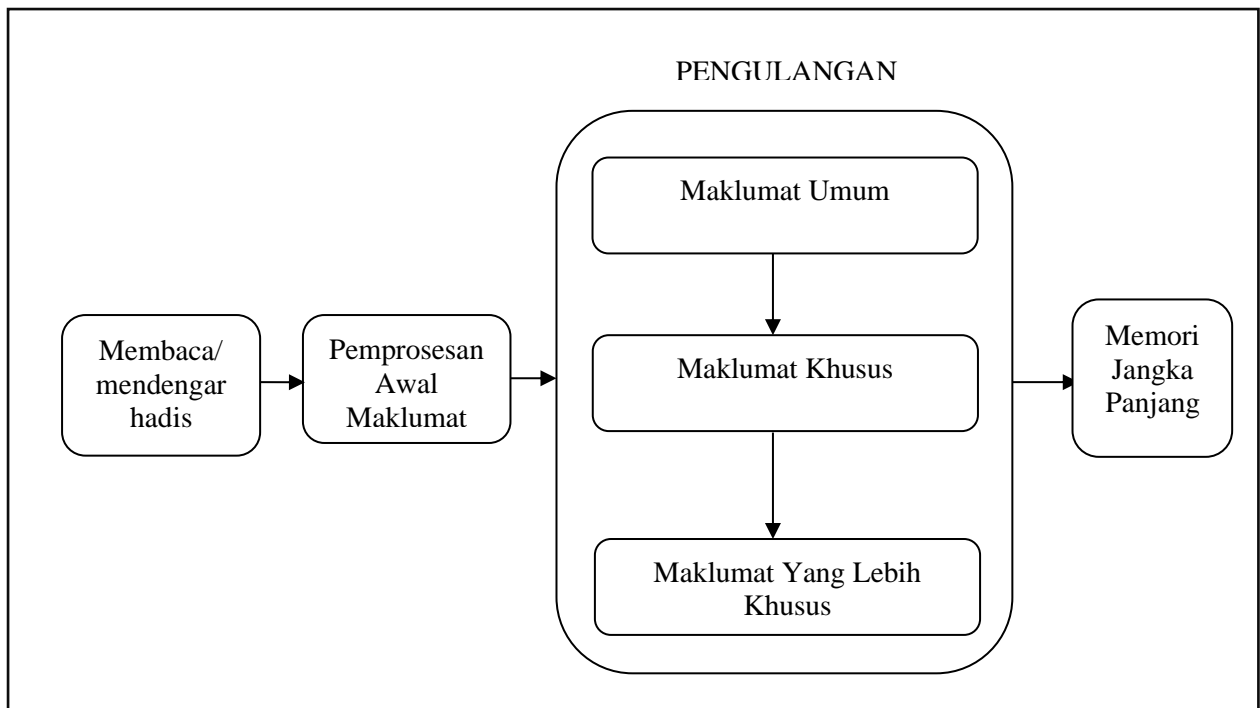 PENGULANGAN
Maklumat Umum
Membaca/
mendengar
hadis
Pemprosesan
Awal
Maklumat
Maklumat Khusus
Memori
Jangka
Panjang
Maklumat Yang Lebih
Khusus